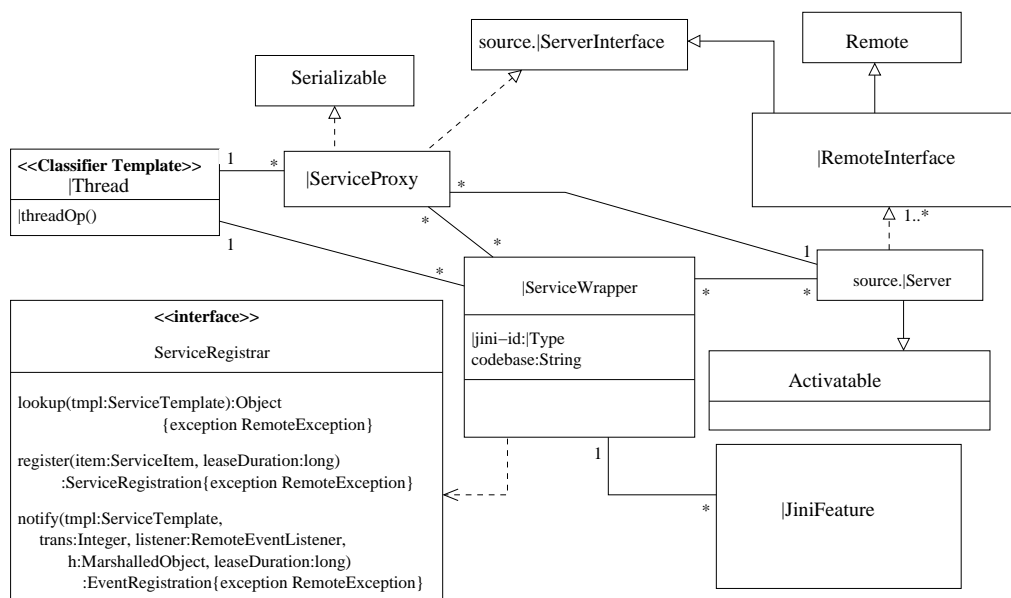 source.|ServerInterface
Remote
Serializable
|RemoteInterface
<<Classifier Template>>
|Thread
|threadOp()
1
*
|ServiceProxy
*
1..*
*
*
1
*
1
*
|ServiceWrapper
*
*
source.|Server
|jini−id:|Type
codebase:String
<<interface>>
ServiceRegistrar
lookup(tmpl:ServiceTemplate):Object
{exception RemoteException}
register(item:ServiceItem, leaseDuration:long)
:ServiceRegistration{exception RemoteException}
notify(tmpl:ServiceTemplate,
trans:Integer, listener:RemoteEventListener,
h:MarshalledObject, leaseDuration:long)
:EventRegistration{exception RemoteException}
Activatable
1
*
|JiniFeature